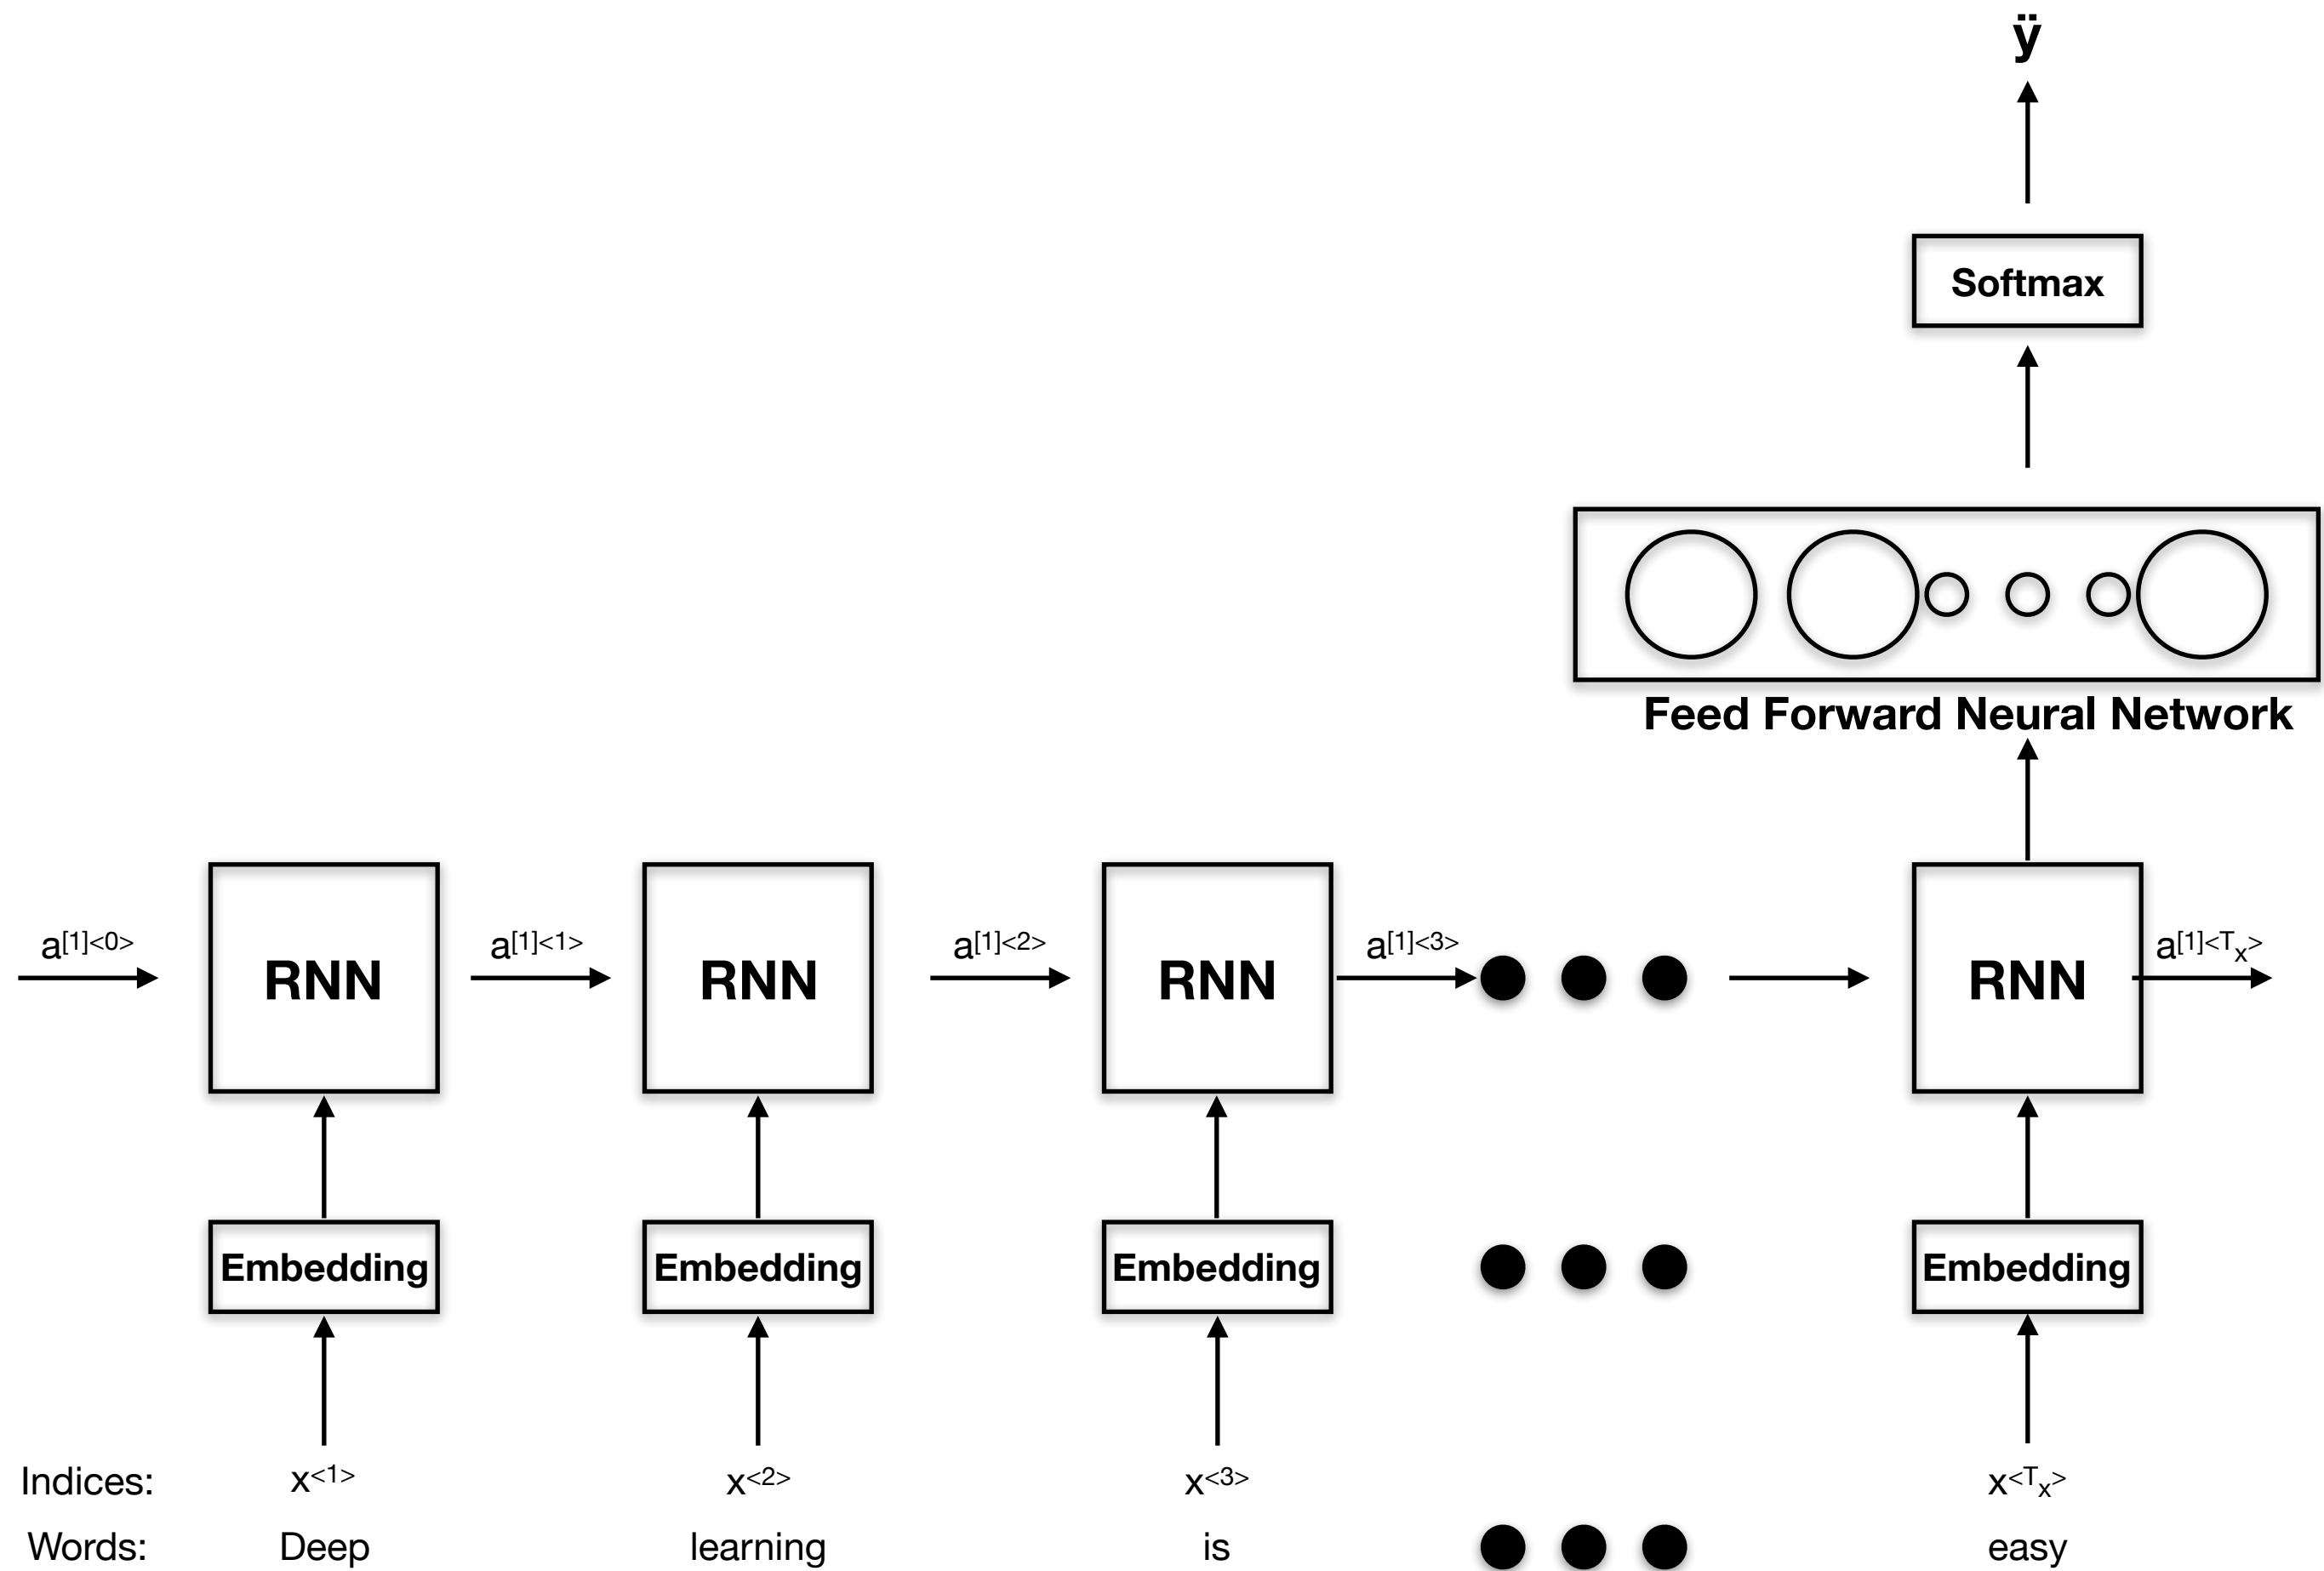 ÿ
Softmax
Feed Forward Neural Network
a[1]<0> a[1]<1> a[1]<2> a[1]<3> a[1]<Tx>
RNN RNN RNN RNN
Embedding Embedding Embedding Embedding
Indices: x<1> x<2> x<3> x<Tx>
Words: Deep learning is easy